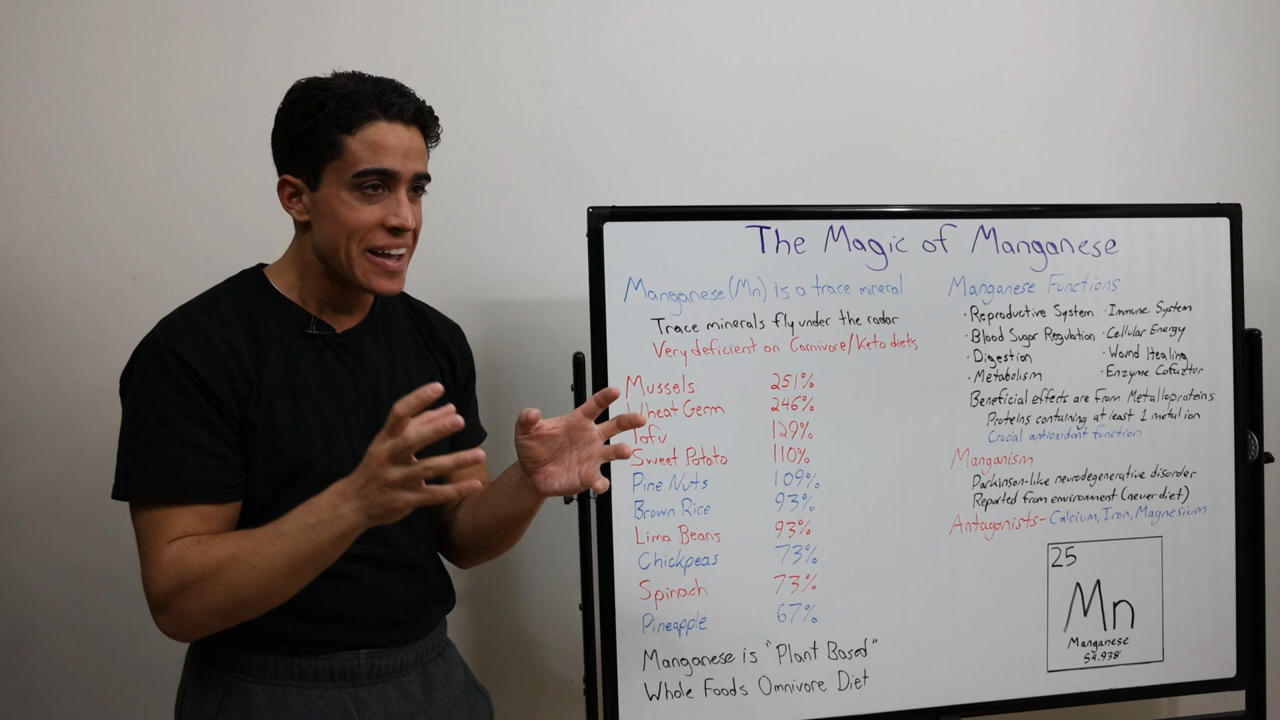 The Magic of Manganese
Manganese (Mn) is a trace mineral
Trace minerals fly under the radar
Very deficient on Carnivore/Keto diets
Mussels 251%
Wheat Germ 246%
Tofu 129%
Sweet Potato 110%
Pine Nuts 109%
Brown Rice 93%
Lima Beans 93%
Chickpeas 73%
Spinach 73%
Pineapple 67%
Manganese is "Plant Based"
Whole Foods Omnivore Diet
Manganese Functions
· Reproductive System · Immune System
· Blood Sugar Regulation · Cellular Energy
· Digestion · Wound Healing
· Metabolism · Enzyme Cofactor
Beneficial effects are from Metalloproteins
Proteins containing at least 1 metal ion
Crucial antioxidant function
Manganism
Parkinson-like neurodegenerative disorder
Reported from environment (never diet)
Antagonists - Calcium, Iron, Magnesium
25
Mn
Manganese
54.938